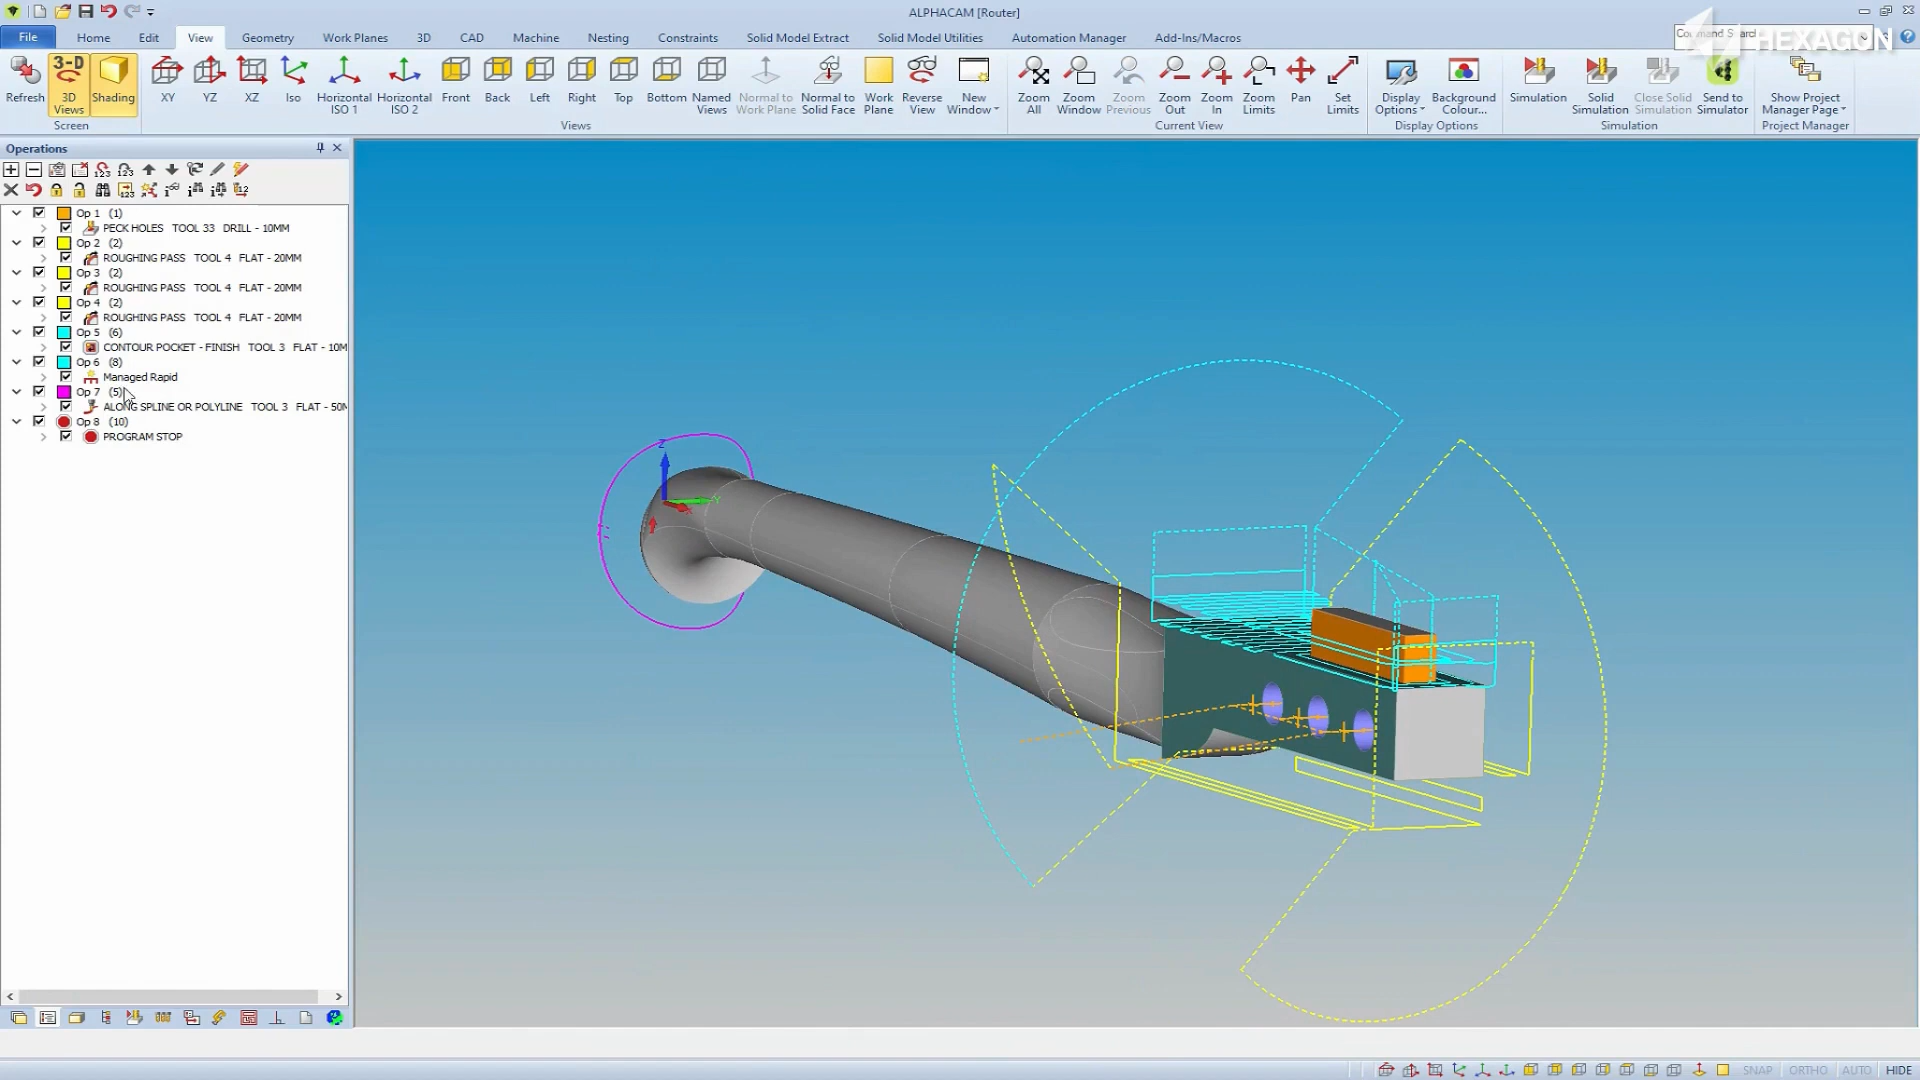 ALPHACAM [Router]
File Home Edit View Geometry Work Planes 3D CAD Machine Nesting Constraints Solid Model Extract Solid Model Utilities Automation Manager Add-Ins/Macros
HEXAGON
Refresh 3D Views Shading XY YZ XZ Iso Horizontal ISO 1 Horizontal ISO 2 Front Back Left Right Top Bottom Named Views Normal to Work Plane Normal to Solid Face Work Plane Reverse View New Window Zoom All Zoom Window Zoom Previous Zoom Out Zoom In Zoom Limits Pan Set Limits Display Options Background Colour... Simulation Solid Simulation Close Solid Simulation Send to Simulator Show Project Manager Page
Screen Views Current View Display Options Simulation Project Manager
Operations
Op 1 (1)
PECK HOLES TOOL 33 DRILL - 10MM
Op 2 (2)
ROUGHING PASS TOOL 4 FLAT - 20MM
Op 3 (2)
ROUGHING PASS TOOL 4 FLAT - 20MM
Op 4 (2)
ROUGHING PASS TOOL 4 FLAT - 20MM
Op 5 (6)
CONTOUR POCKET - FINISH TOOL 3 FLAT - 10M
Op 6 (8)
Managed Rapid
Op 7 (5)
ALONG SPLINE OR POLYLINE TOOL 3 FLAT - 50M
Op 8 (10)
PROGRAM STOP
Z
Y
X
SNAP ORTHO AUTO HIDE